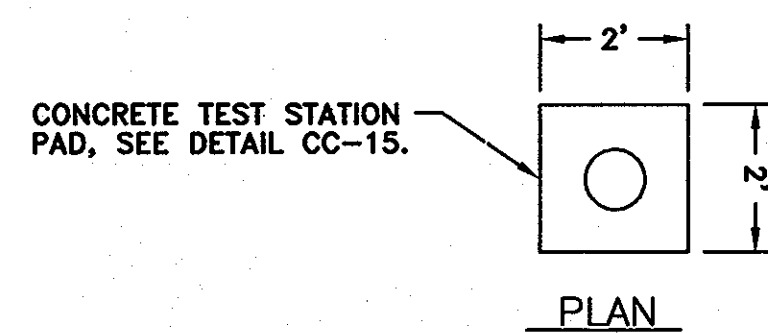 2'
CONCRETE TEST STATION
PAD, SEE DETAIL CC-15.
2'
PLAN